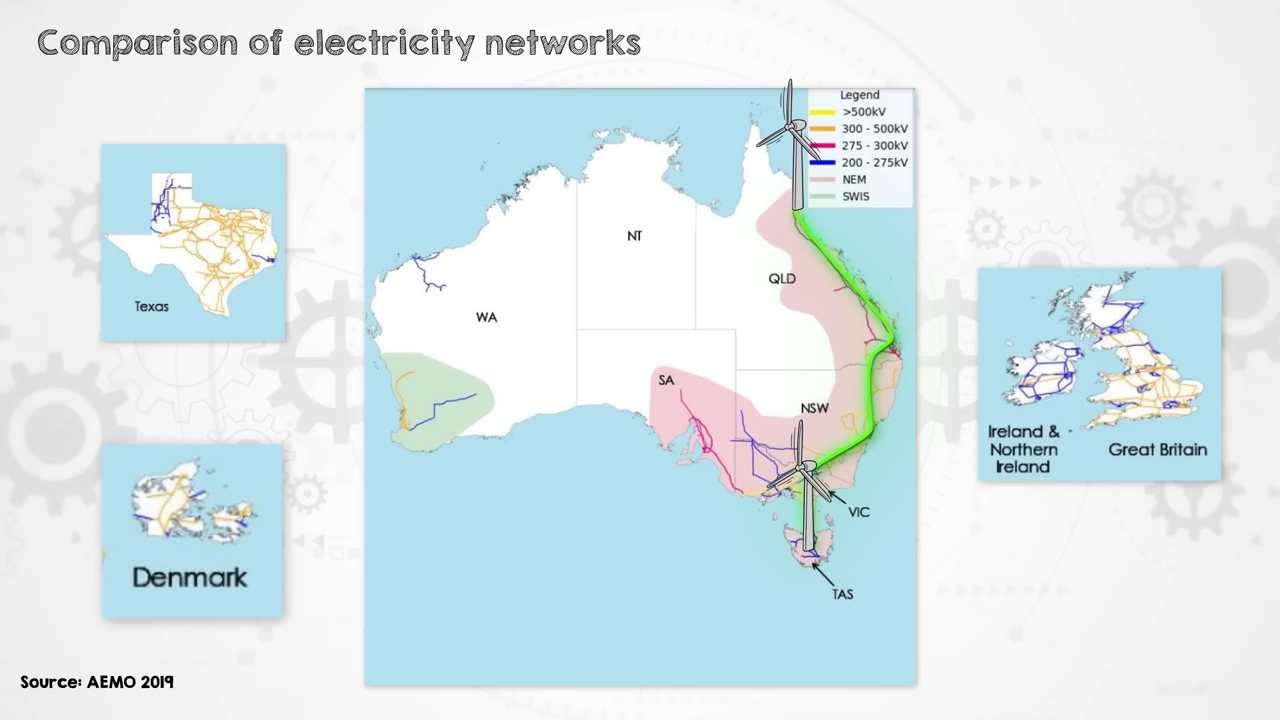 Comparison of electricity networks
Legend
>500kV
300 - 500kV
275 - 300kV
200 - 275kV
NEM
SWIS
Texas
NT
QLD
WA
SA
NSW
VIC
TAS
Denmark
Ireland &
Northern
Ireland
Great Britain
Source: AEMO 2019